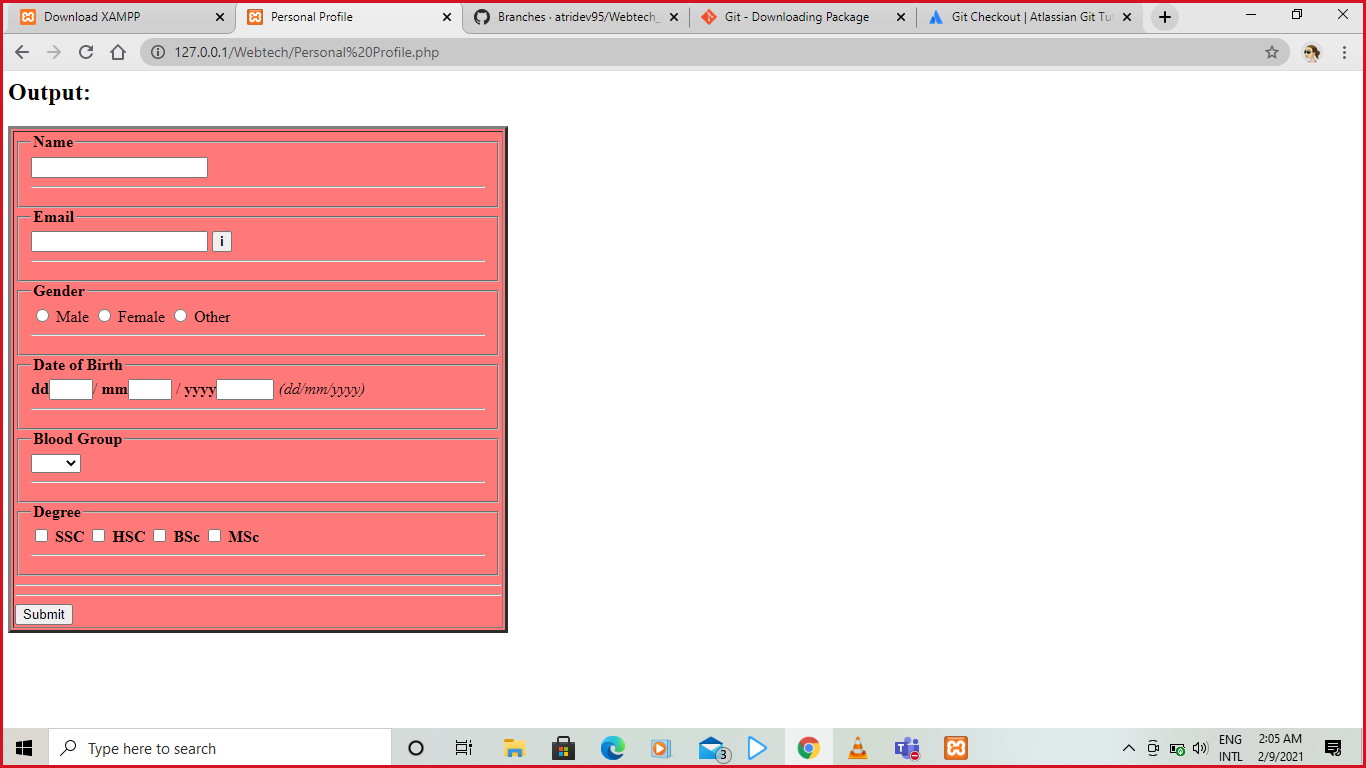 Download XAMPP
Personal Profile
Branches · atridev95/Webtech_
Git - Downloading Package
Git Checkout | Atlassian Git Tu
127.0.0.1/Webtech/Personal%20Profile.php
Output:
Name
Email
i
Gender
Male Female Other
Date of Birth
dd / mm / yyyy (dd/mm/yyyy)
Blood Group
Degree
SSC HSC BSc MSc
Submit
Type here to search
3
ENG
INTL
2:05 AM
2/9/2021